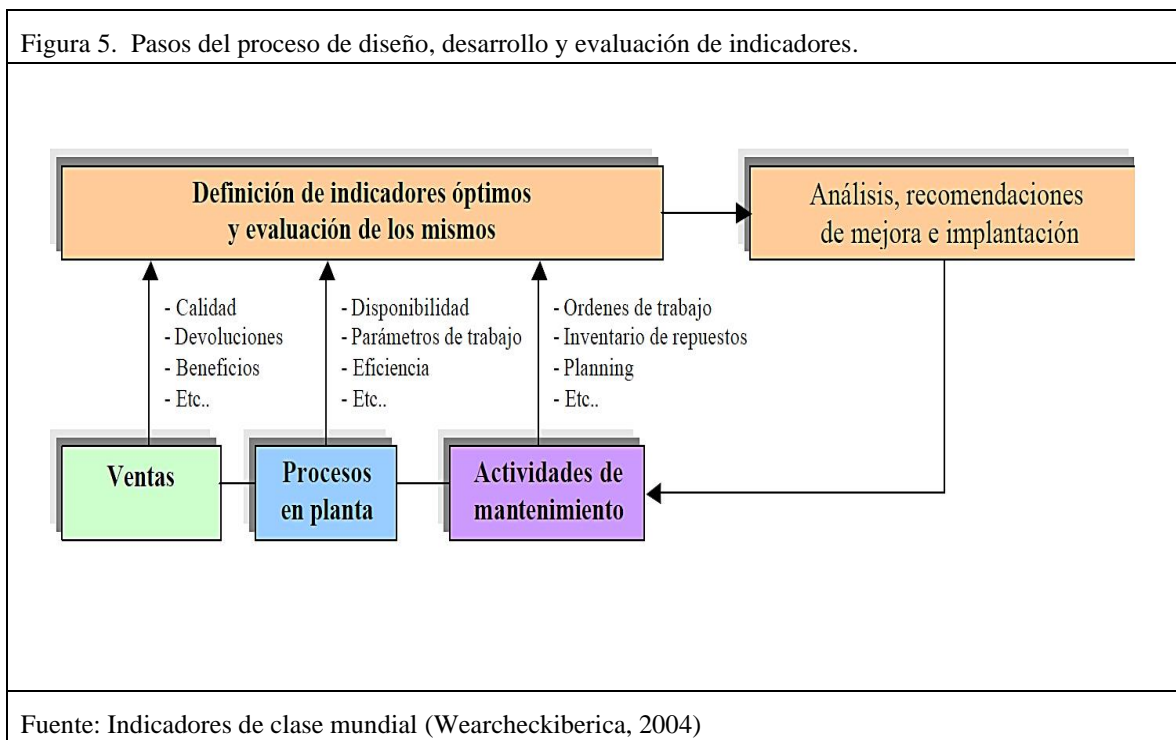 Figura 5.  Pasos del proceso de diseño, desarrollo y evaluación de indicadores.
Definición de indicadores óptimos
y evaluación de los mismos
Análisis, recomendaciones
de mejora e implantación
- Calidad
- Devoluciones
- Beneficios
- Etc..
- Disponibilidad
- Parámetros de trabajo
- Eficiencia
- Etc..
- Ordenes de trabajo
- Inventario de repuestos
- Planning
- Etc..
Ventas
Procesos
en planta
Actividades de
mantenimiento
Fuente: Indicadores de clase mundial (Wearcheckiberica, 2004)